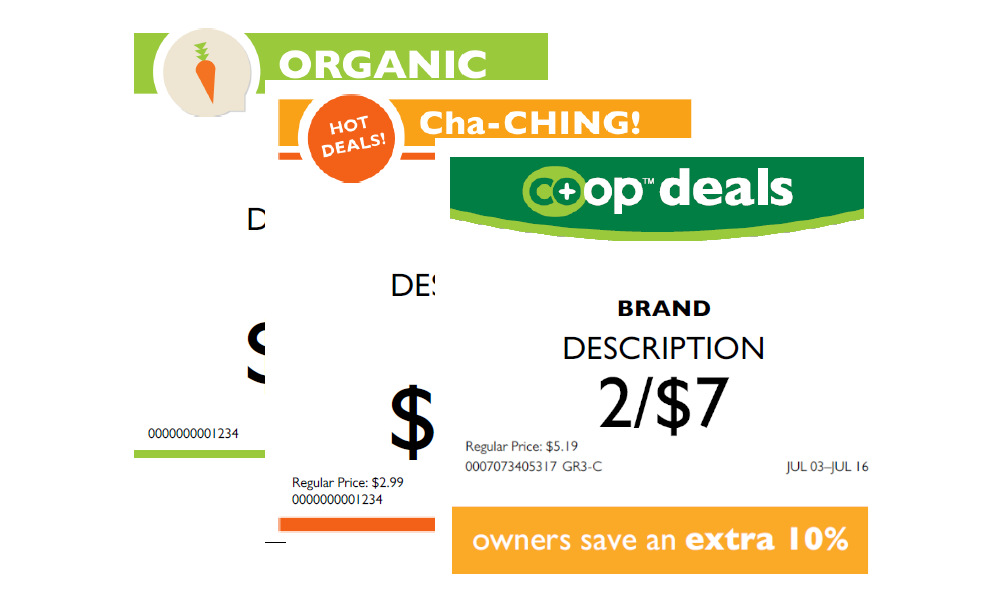 ORGANIC
D
$
0000000001234
HOT
DEALS!
Cha-CHING!
DES
$
Regular Price: $2.99
0000000001234
co+op™ deals
BRAND
DESCRIPTION
2/$7
Regular Price: $5.19
0007073405317 GR3-C
JUL 03–JUL 16
owners save an extra 10%